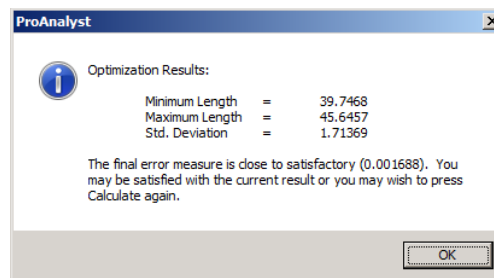 ProAnalyst
Optimization Results:
Minimum Length = 39.7468
Maximum Length = 45.6457
Std. Deviation = 1.71369
The final error measure is close to satisfactory (0.001688). You
may be satisfied with the current result or you may wish to press
Calculate again.
OK